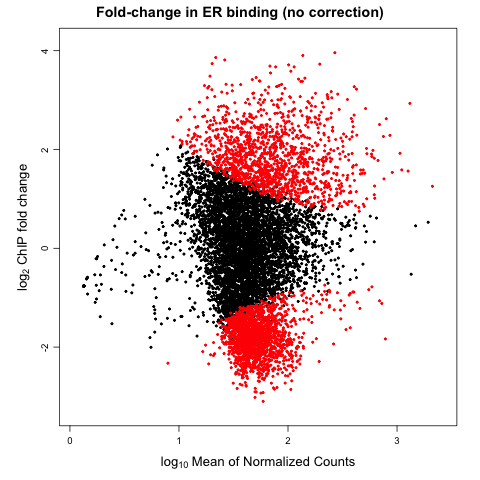 Fold-change in ER binding (no correction)
4
2
0
-2
log2 ChIP fold change
0 1 2 3
log10 Mean of Normalized Counts